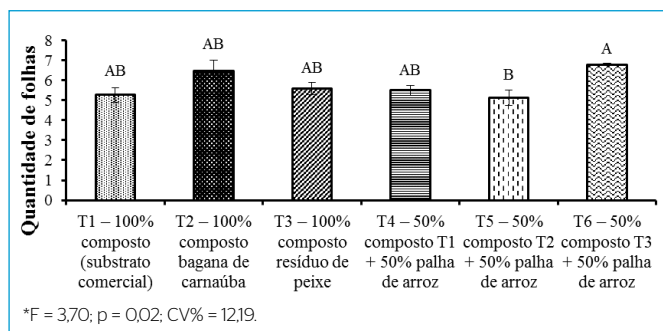 Quantidade de folhas
8
7
6
5
4
3
2
1
0
AB
AB
AB
AB
B
A
T1 – 100%
composto
(substrato
comercial)
T2 – 100%
composto
bagana de
carnaúba
T3 – 100%
composto
resíduo de
peixe
T4 – 50%
composto T1
+ 50% palha
de arroz
T5 – 50%
composto T2
+ 50% palha
de arroz
T6 – 50%
composto T3
+ 50% palha
de arroz
*F = 3,70; p = 0,02; CV% = 12,19.